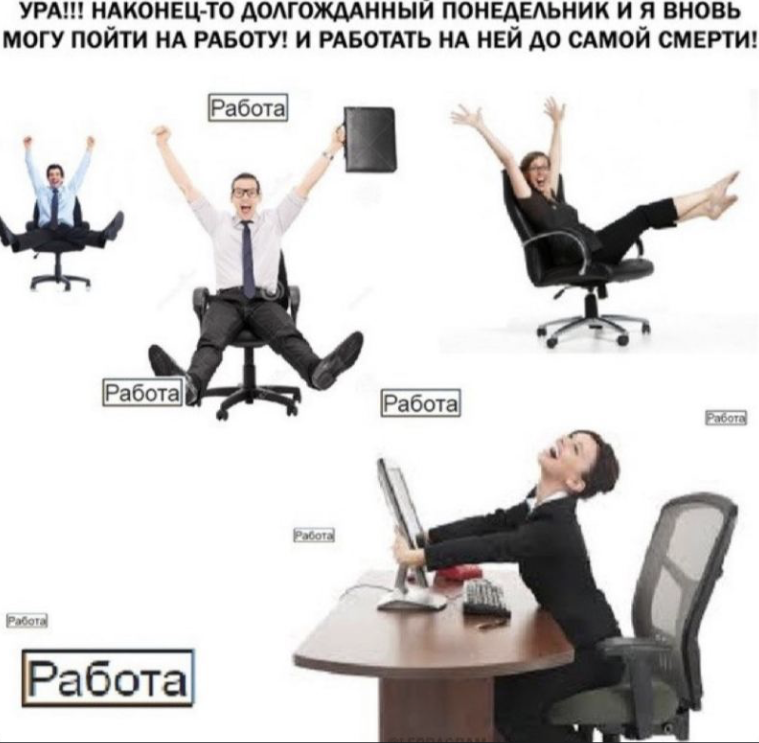 УРА!!! НАКОНЕЦ-ТО ДОЛГОЖДАННЫЙ ПОНЕДЕЛЬНИК И Я ВНОВЬ
МОГУ ПОЙТИ НА РАБОТУ! И РАБОТАТЬ НА НЕЙ ДО САМОЙ СМЕРТИ!
Работа
Работа
Работа
Работа
Работа
Работа
Работа